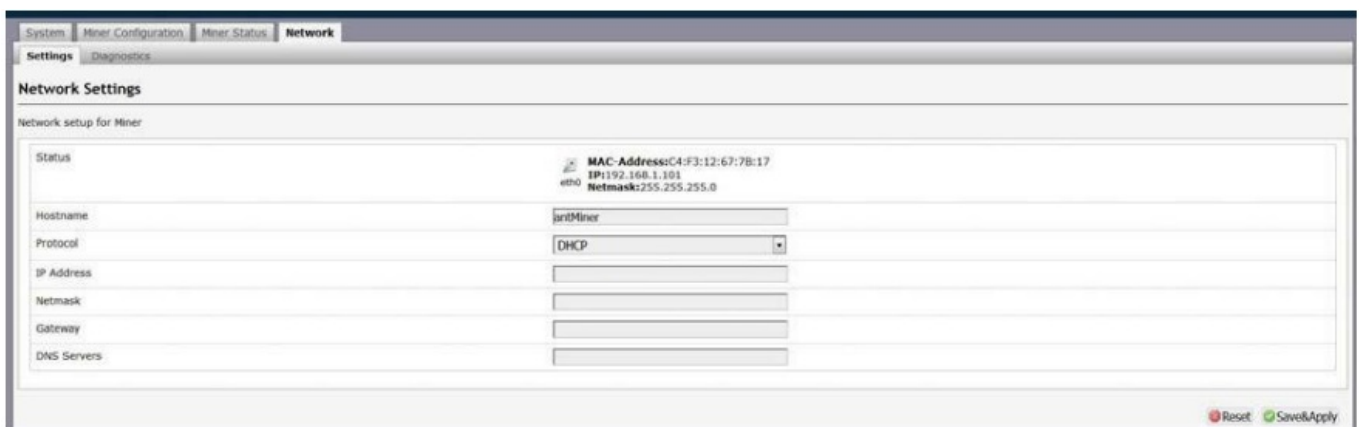 System Miner Configuration Miner Status Network
Settings Diagnostics
Network Settings
Network setup for Miner
Status
MAC-Address:C4:F3:12:67:7B:17
IP:192.168.1.101
eth0 Netmask:255.255.255.0
Hostname antMiner
Protocol DHCP
IP Address
Netmask
Gateway
DNS Servers
Reset Save&Apply